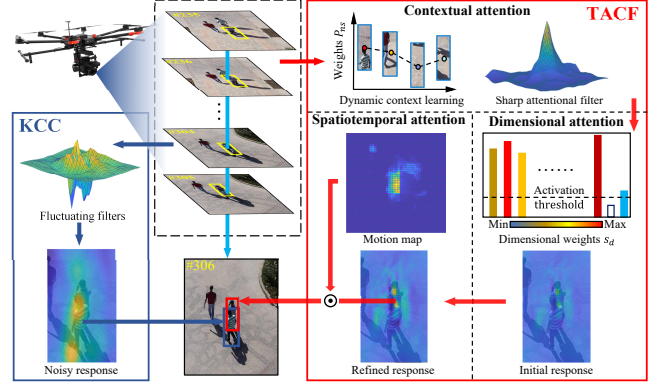 Contextual attention
TACF
Weights P_ns
Dynamic context learning
Sharp attentional filter
KCC
Fluctuating filters
Noisy response
#306
Spatiotemporal attention
Motion map
Refined response
Dimensional attention
......
Activation
threshold
Min
Max
Dimensional weights s_d
Initial response